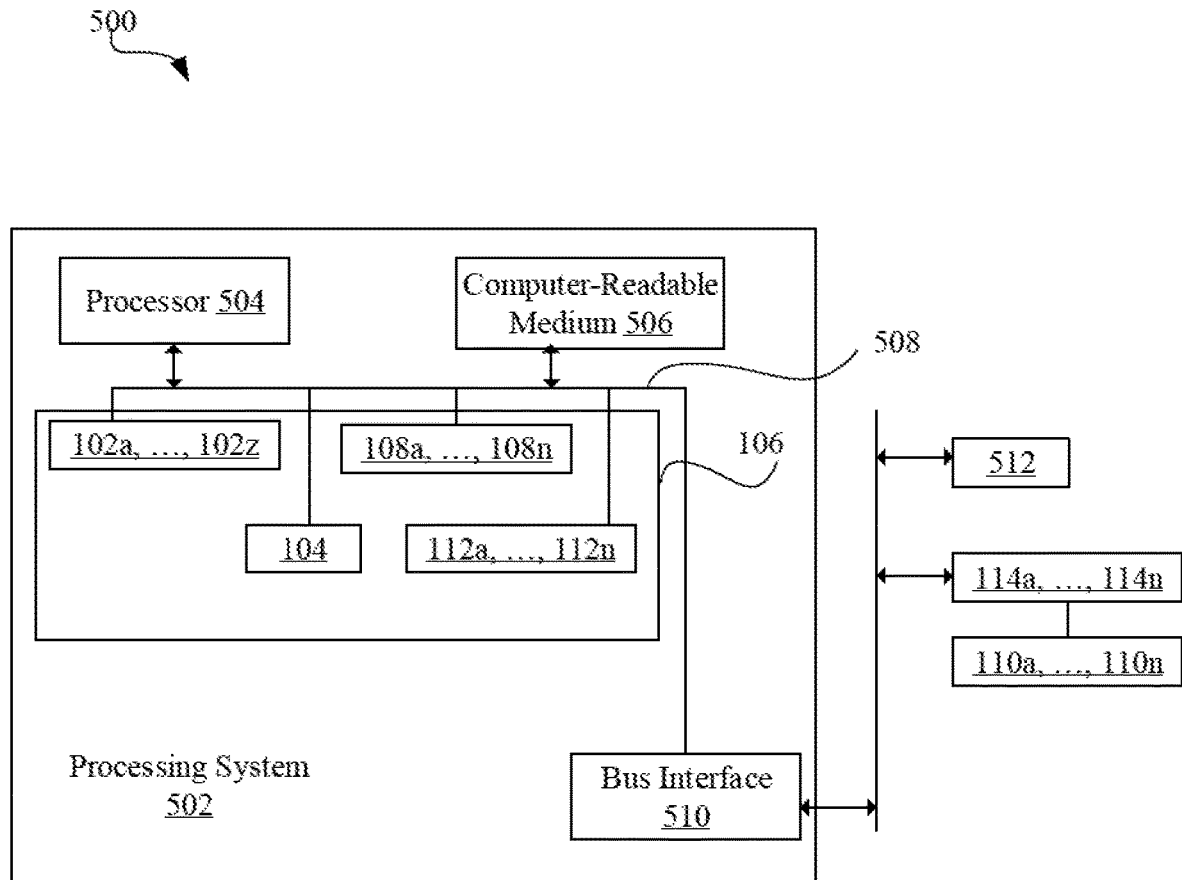 500
Processor 504
Computer-Readable
Medium 506
508
102a, …, 102z
108a, …, 108n
106
512
104
112a, …, 112n
114a, …, 114n
110a, …, 110n
Processing System
502
Bus Interface
510